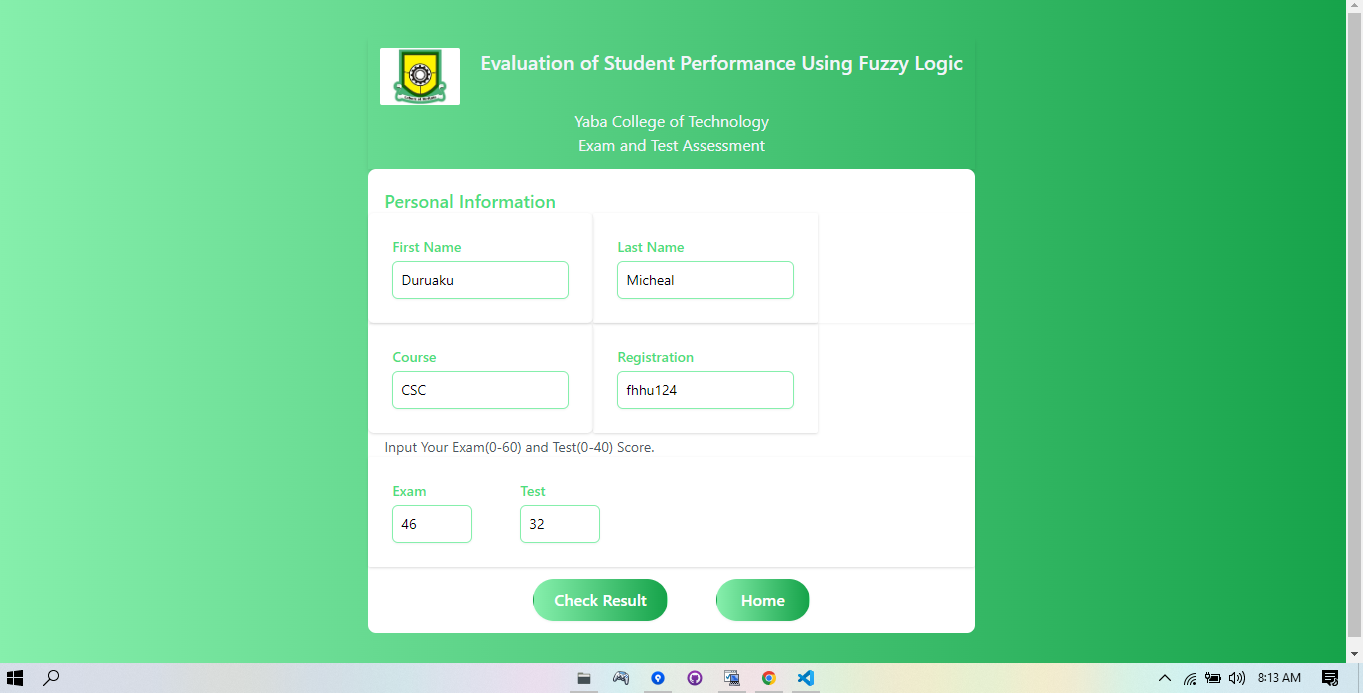 Evaluation of Student Performance Using Fuzzy Logic
Yaba College of Technology
Exam and Test Assessment
Personal Information
First Name Last Name
Duruaku Micheal
Course Registration
CSC fhhu124
Input Your Exam(0-60) and Test(0-40) Score.
Exam Test
46 32
Check Result Home
8:13 AM